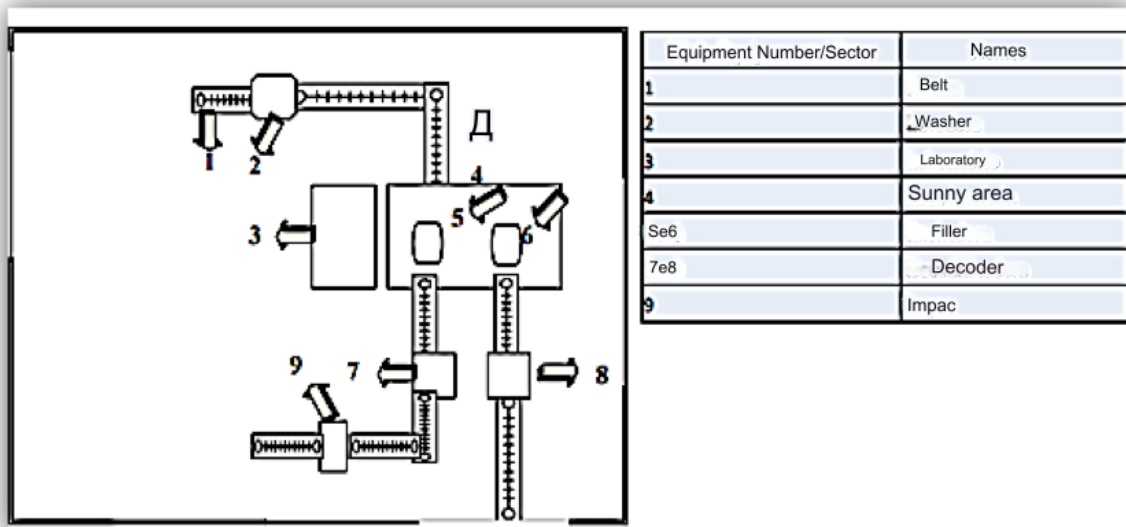 1
2
Д
3
4
5
6
7
8
9
Equipment Number/Sector Names
1 Belt
2 Washer
3 Laboratory
4 Sunny area
Se6 Filler
7e8 Decoder
9 Impac